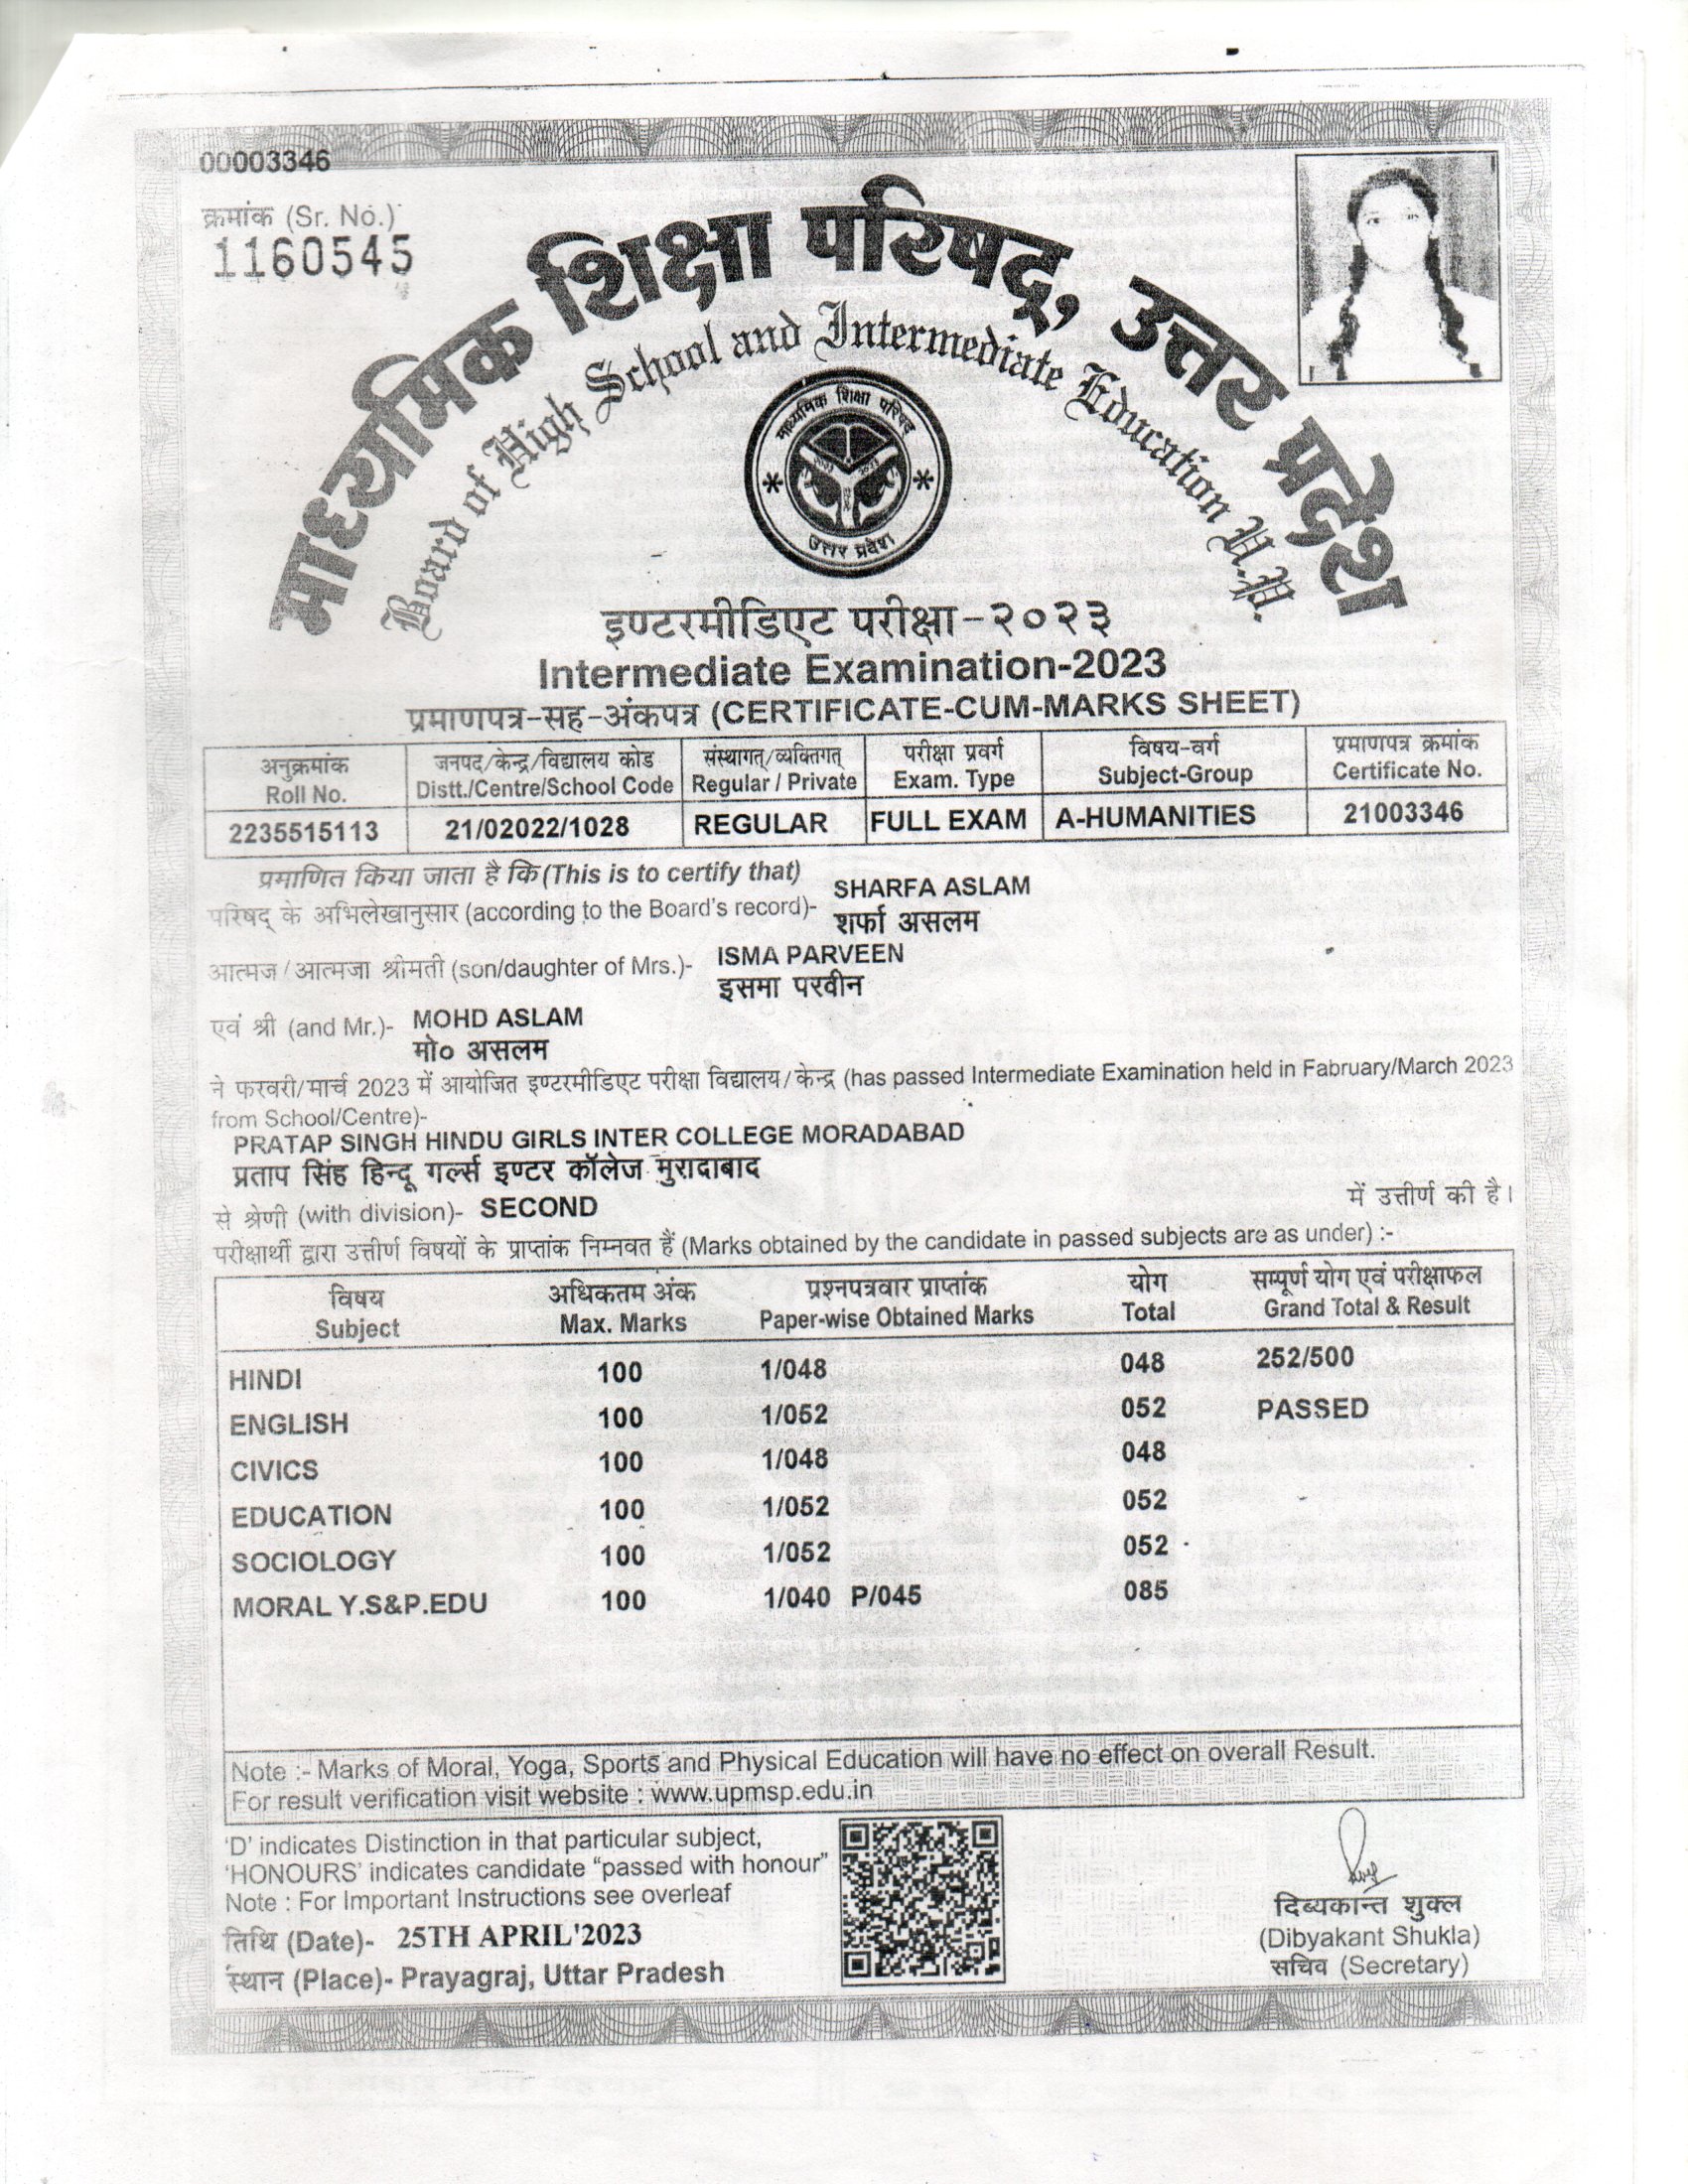 00003346
क्रमांक (Sr. No.)
1160545
माध्यमिक शिक्षा परिषद्, उत्तर प्रदेश
Board of High School and Intermediate Education U.P.
माध्यमिक शिक्षा परिषद
उत्तर प्रदेश
इण्टरमीडिएट परीक्षा-२०२३
Intermediate Examination-2023
प्रमाणपत्र-सह-अंकपत्र (CERTIFICATE-CUM-MARKS SHEET)
अनुक्रमांक जनपद/केन्द्र/विद्यालय कोड संस्थागत्/व्यक्तिगत् परीक्षा प्रवर्ग विषय-वर्ग प्रमाणपत्र क्रमांक
Roll No. Distt./Centre/School Code Regular / Private Exam. Type Subject-Group Certificate No.
2235515113 21/02022/1028 REGULAR FULL EXAM A-HUMANITIES 21003346
प्रमाणित किया जाता है कि (This is to certify that)
परिषद् के अभिलेखानुसार (according to the Board's record)- SHARFA ASLAM
शर्फा असलम
आत्मज/आत्मजा श्रीमती (son/daughter of Mrs.)- ISMA PARVEEN
इसमा परवीन
एवं श्री (and Mr.)- MOHD ASLAM
मो० असलम
ने फरवरी/मार्च 2023 में आयोजित इण्टरमीडिएट परीक्षा विद्यालय/केन्द्र (has passed Intermediate Examination held in Fabruary/March 2023
from School/Centre)-
PRATAP SINGH HINDU GIRLS INTER COLLEGE MORADABAD
प्रताप सिंह हिन्दू गर्ल्स इण्टर कॉलेज मुरादाबाद
से श्रेणी (with division)- SECOND में उत्तीर्ण की है।
परीक्षार्थी द्वारा उत्तीर्ण विषयों के प्राप्तांक निम्नवत हैं (Marks obtained by the candidate in passed subjects are as under) :-
विषय अधिकतम अंक प्रश्नपत्रवार प्राप्तांक योग सम्पूर्ण योग एवं परीक्षाफल
Subject Max. Marks Paper-wise Obtained Marks Total Grand Total & Result
HINDI 100 1/048 048 252/500
ENGLISH 100 1/052 052 PASSED
CIVICS 100 1/048 048
EDUCATION 100 1/052 052
SOCIOLOGY 100 1/052 052
MORAL Y.S&P.EDU 100 1/040 P/045 085
Note :- Marks of Moral, Yoga, Sports and Physical Education will have no effect on overall Result.
For result verification visit website : www.upmsp.edu.in
'D' indicates Distinction in that particular subject,
'HONOURS' indicates candidate "passed with honour"
Note : For Important Instructions see overleaf
तिथि (Date)- 25TH APRIL'2023
स्थान (Place)- Prayagraj, Uttar Pradesh
दिब्यकान्त शुक्ल
(Dibyakant Shukla)
सचिव (Secretary)